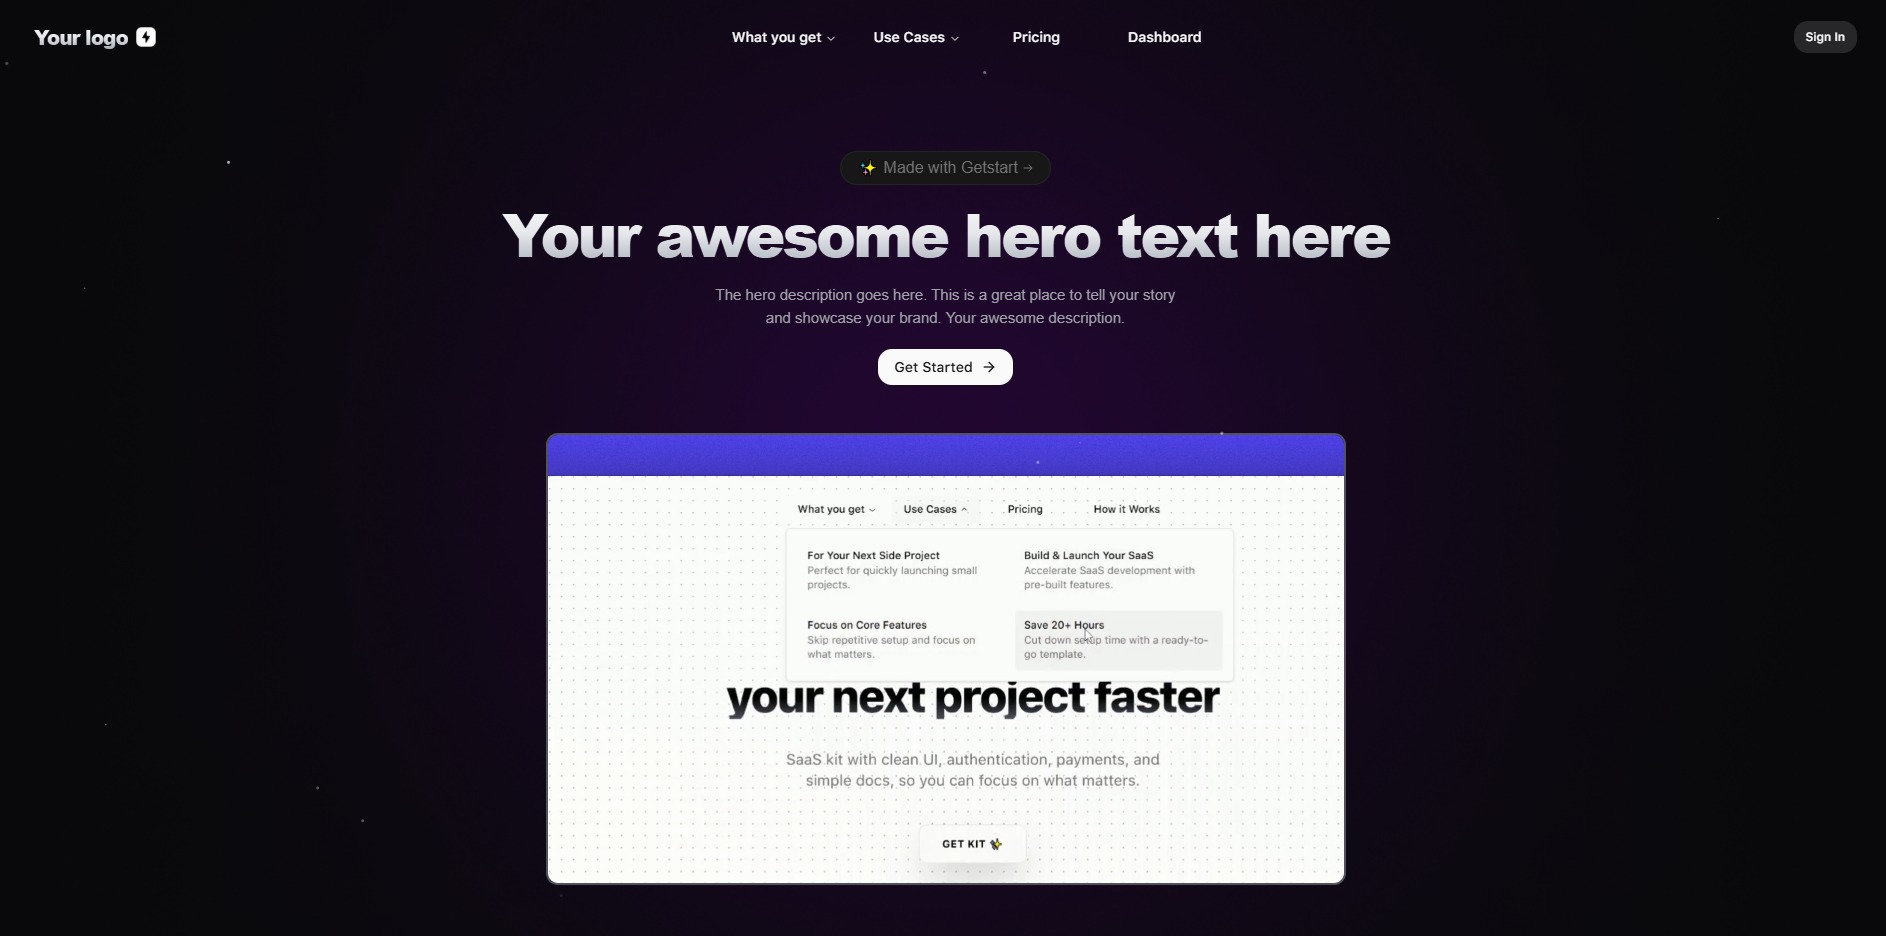 Your logo
What you get
Use Cases
Pricing
Dashboard
Sign In
✨ Made with Getstart →
Your awesome hero text here
The hero description goes here. This is a great place to tell your story
and showcase your brand. Your awesome description.
Get Started →
What you get
Use Cases
Pricing
How it Works
For Your Next Side Project
Perfect for quickly launching small
projects.
Build & Launch Your SaaS
Accelerate SaaS development with
pre-built features.
Focus on Core Features
Skip repetitive setup and focus on
what matters.
Save 20+ Hours
Cut down setup time with a ready-to-
go template.
your next project faster
SaaS kit with clean UI, authentication, payments, and
simple docs, so you can focus on what matters.
GET KIT ✨